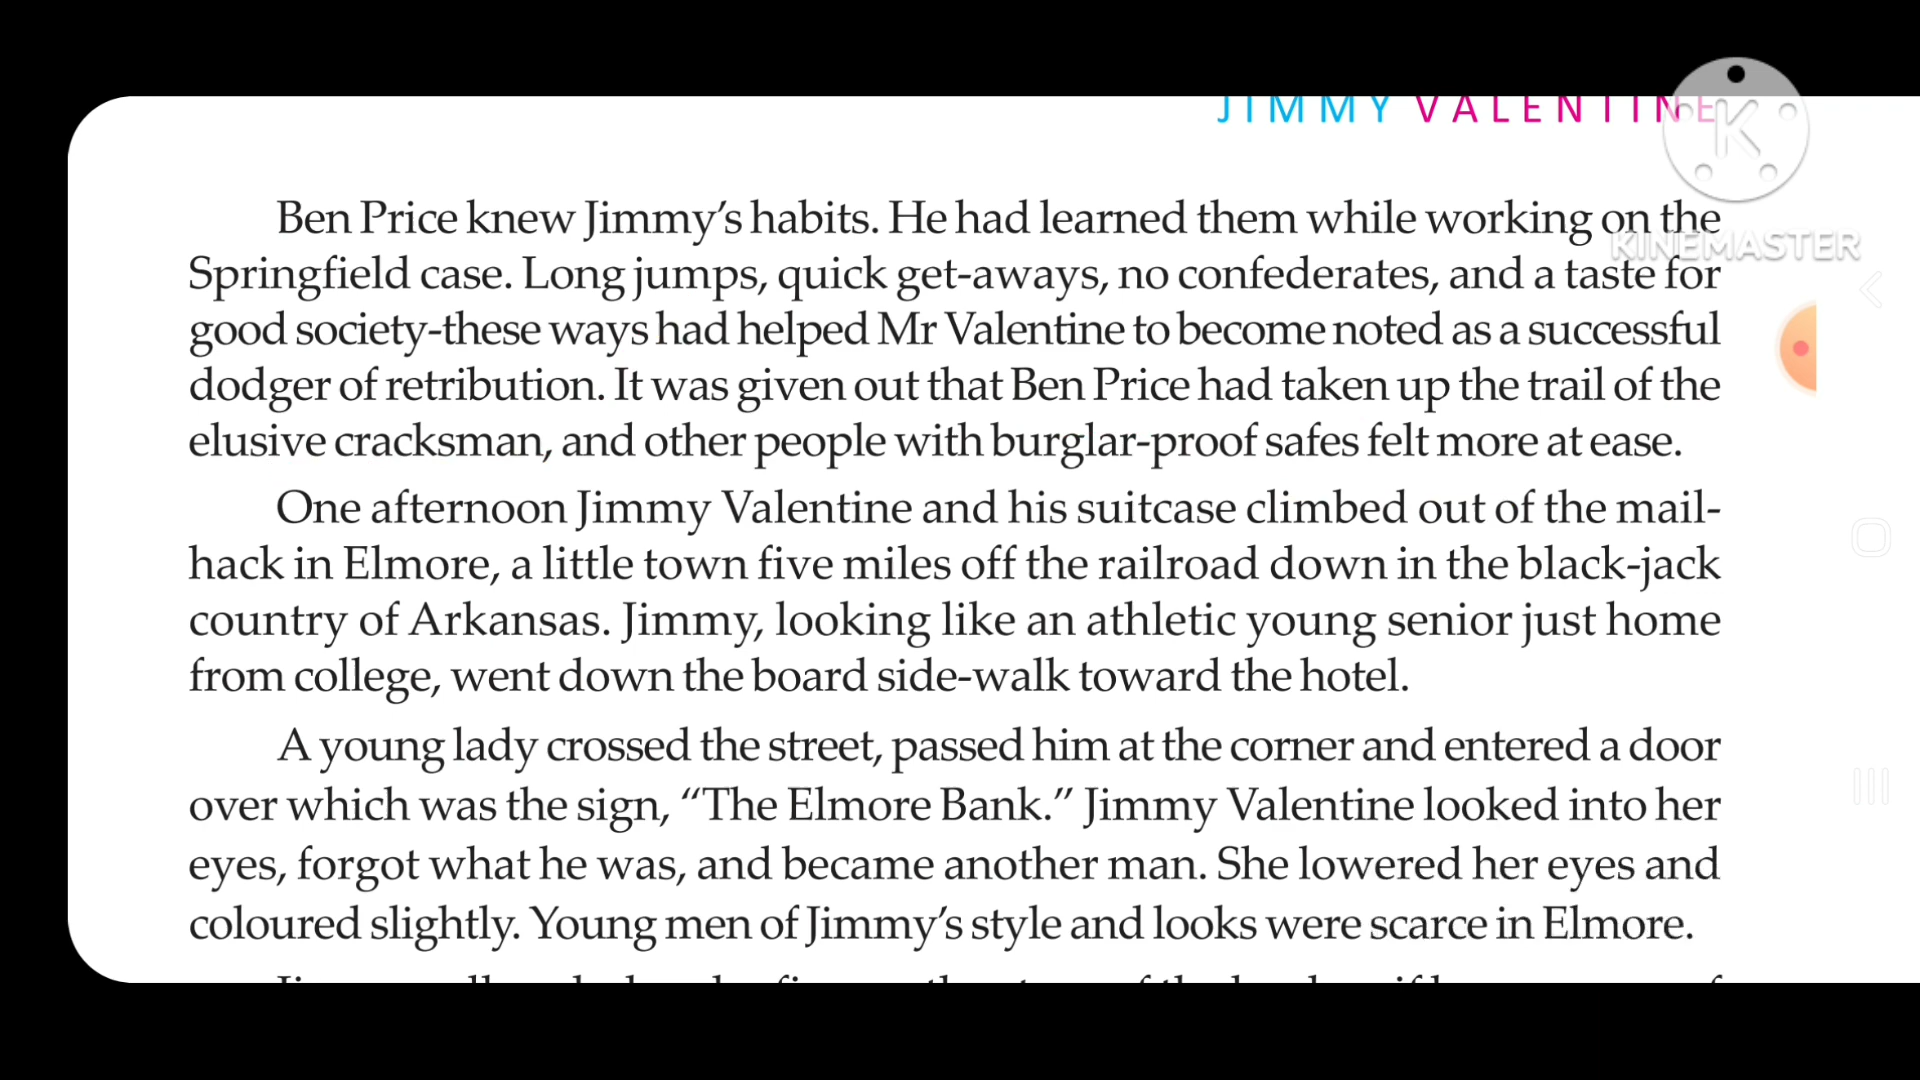 JIMMY VALENTINE
Ben Price knew Jimmy’s habits. He had learned them while working on the
Springfield case. Long jumps, quick get-aways, no confederates, and a taste for
good society-these ways had helped Mr Valentine to become noted as a successful
dodger of retribution. It was given out that Ben Price had taken up the trail of the
elusive cracksman, and other people with burglar-proof safes felt more at ease.
One afternoon Jimmy Valentine and his suitcase climbed out of the mail-
hack in Elmore, a little town five miles off the railroad down in the black-jack
country of Arkansas. Jimmy, looking like an athletic young senior just home
from college, went down the board side-walk toward the hotel.
A young lady crossed the street, passed him at the corner and entered a door
over which was the sign, “The Elmore Bank.” Jimmy Valentine looked into her
eyes, forgot what he was, and became another man. She lowered her eyes and
coloured slightly. Young men of Jimmy’s style and looks were scarce in Elmore.
K
KINEMASTER